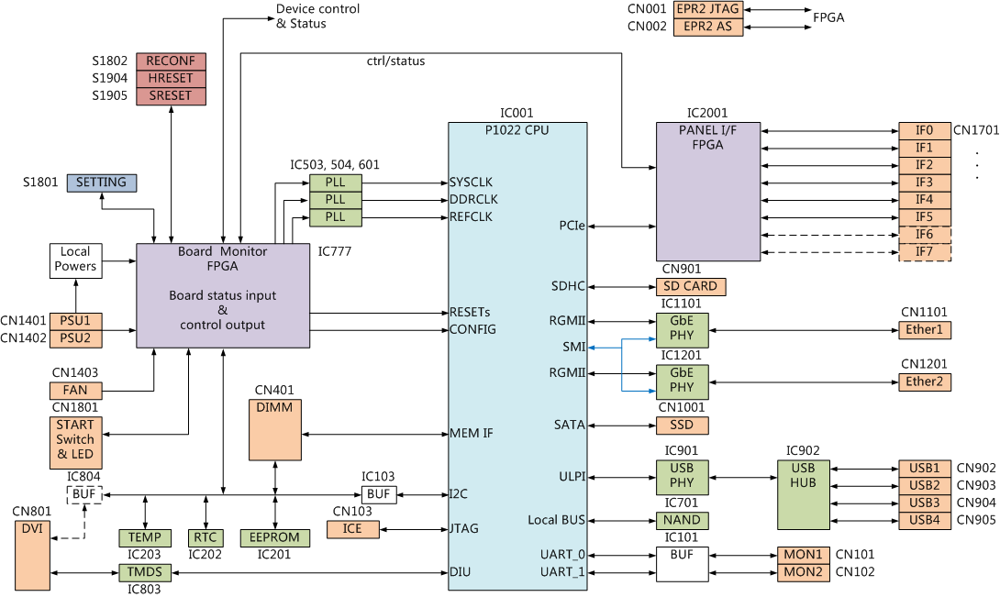 Device control
& Status
CN001 EPR2 JTAG
CN002 EPR2 AS
FPGA
S1802 RECONF
S1904 HRESET
S1905 SRESET
ctrl/status
IC001
P1022 CPU
IC2001
PANEL I/F
FPGA
IF0 CN1701
IF1
IF2
IF3
IF4
IF5
IF6
IF7
S1801 SETTING
IC503, 504, 601
PLL
PLL
PLL
SYSCLK
DDRCLK
REFCLK
PCIe
Local
Powers
Board Monitor
FPGA
IC777
Board status input
&
control output
CN1401 PSU1
CN1402 PSU2
RESETs
CONFIG
CN901
SDHC
SD CARD
IC1101
RGMII
GbE
PHY
CN1101
Ether1
SMI
IC1201
RGMII
GbE
PHY
CN1201
Ether2
CN1403
FAN
CN1801
START
Switch
& LED
CN401
DIMM
MEM IF
CN1001
SATA
SSD
IC901
ULPI
USB
PHY
IC902
USB
HUB
USB1 CN902
USB2 CN903
USB3 CN904
USB4 CN905
IC804
BUF
IC103
BUF
I2C
CN801
DVI
TEMP
IC203
RTC
IC202
EEPROM
IC201
CN103
ICE
JTAG
IC701
Local BUS
NAND
IC101
BUF
UART_0
UART_1
MON1 CN101
MON2 CN102
TMDS
IC803
DIU